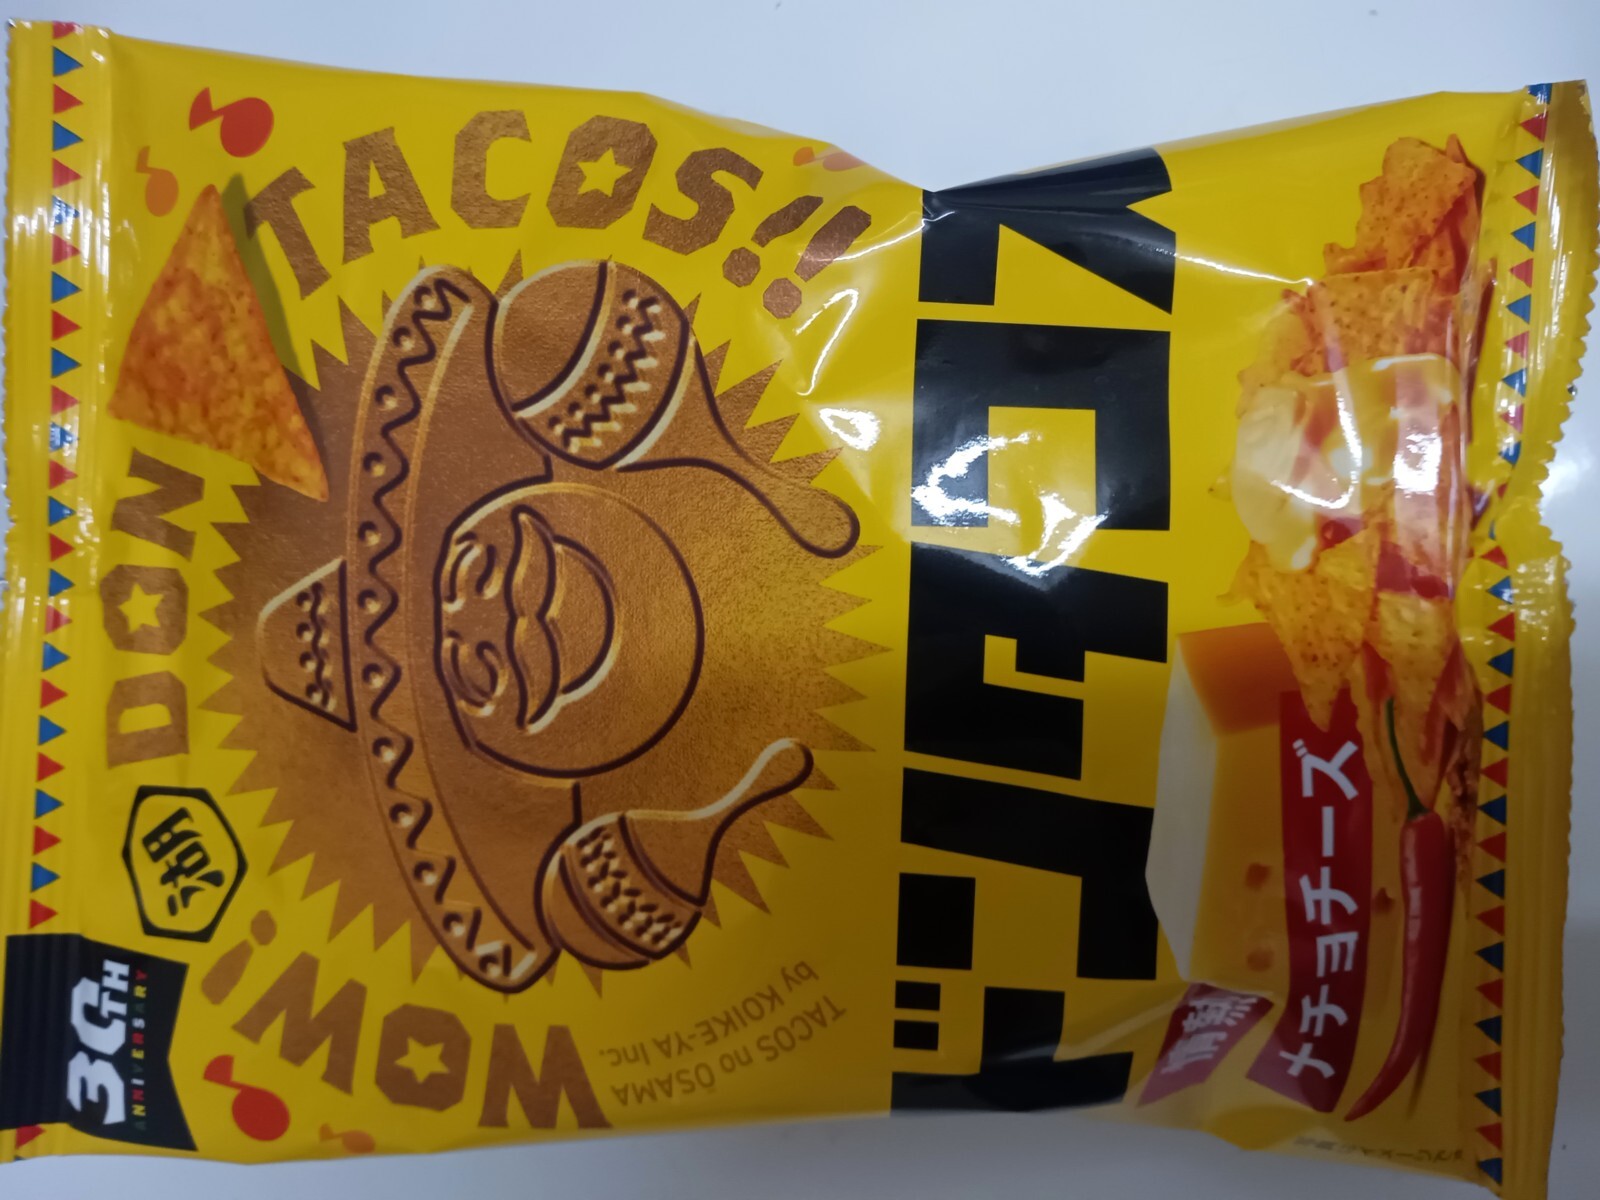 30TH
ANNIVERSARY
湖
DON
TACOS!!
WOW!
TACOS no ŌSAMA
by KOIKE-YA Inc.
ドンタコス
情熱
メチョチーズ